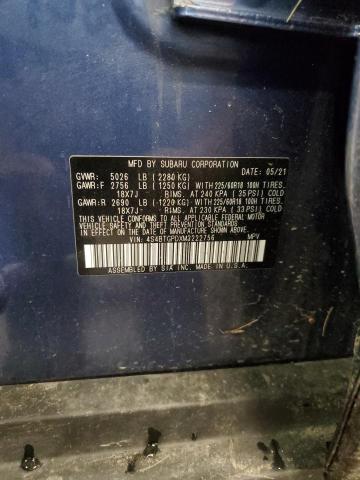 MFD BY SUBARU CORPORATION
GVWR: 5026 LB (2280 KG) DATE: 05/21
GAWR:F 2756 LB (1250 KG) WITH 225/60R18 100H TIRES,
18X7J RIMS, AT 240 KPA (35 PSI) COLD
GAWR:R 2690 LB (1220 KG) WITH 225/60R18 100H TIRES,
18X7J RIMS, AT 230 KPA (33 PSI) COLD
THIS VEHICLE CONFORMS TO ALL APPLICABLE FEDERAL MOTOR
VEHICLE SAFETY, BUMPER, AND THEFT PREVENTION STANDARDS
IN EFFECT ON THE DATE OF MANUFACTURE SHOWN ABOVE.
VIN: 4S4BTGPDXM3222756 MPV
ASSEMBLED BY SIA INC. MADE IN U.S.A.